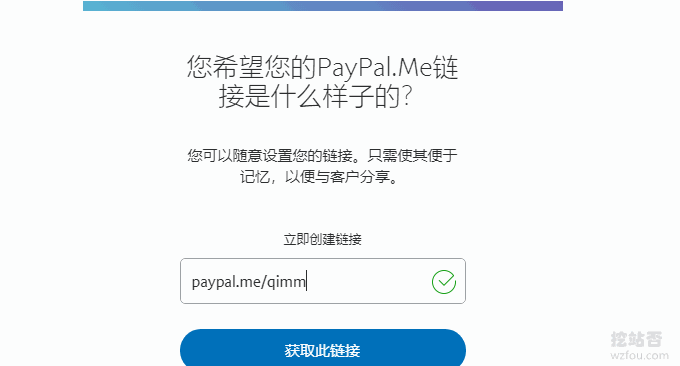 您希望您的PayPal.Me链
接是什么样子的？
您可以随意设置您的链接。只需使其便于
记忆，以便与客户分享。
立即创建链接
paypal.me/qimm
获取此链接
挖站否
wzfou.com